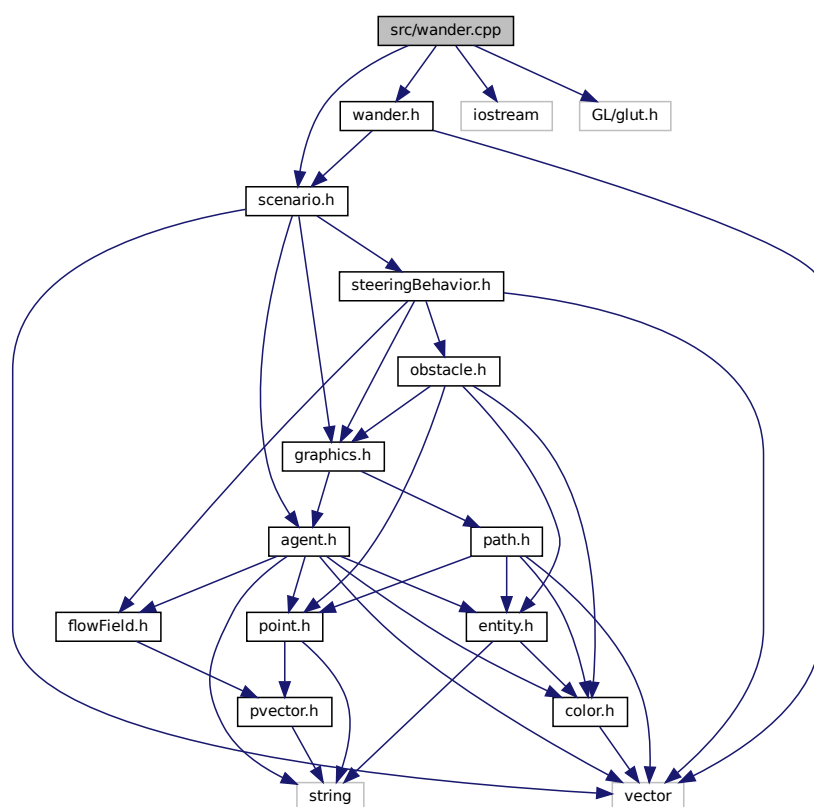 src/wander.cpp
wander.h
iostream
GL/glut.h
scenario.h
steeringBehavior.h
obstacle.h
graphics.h
agent.h
path.h
flowField.h
point.h
entity.h
pvector.h
color.h
string
vector